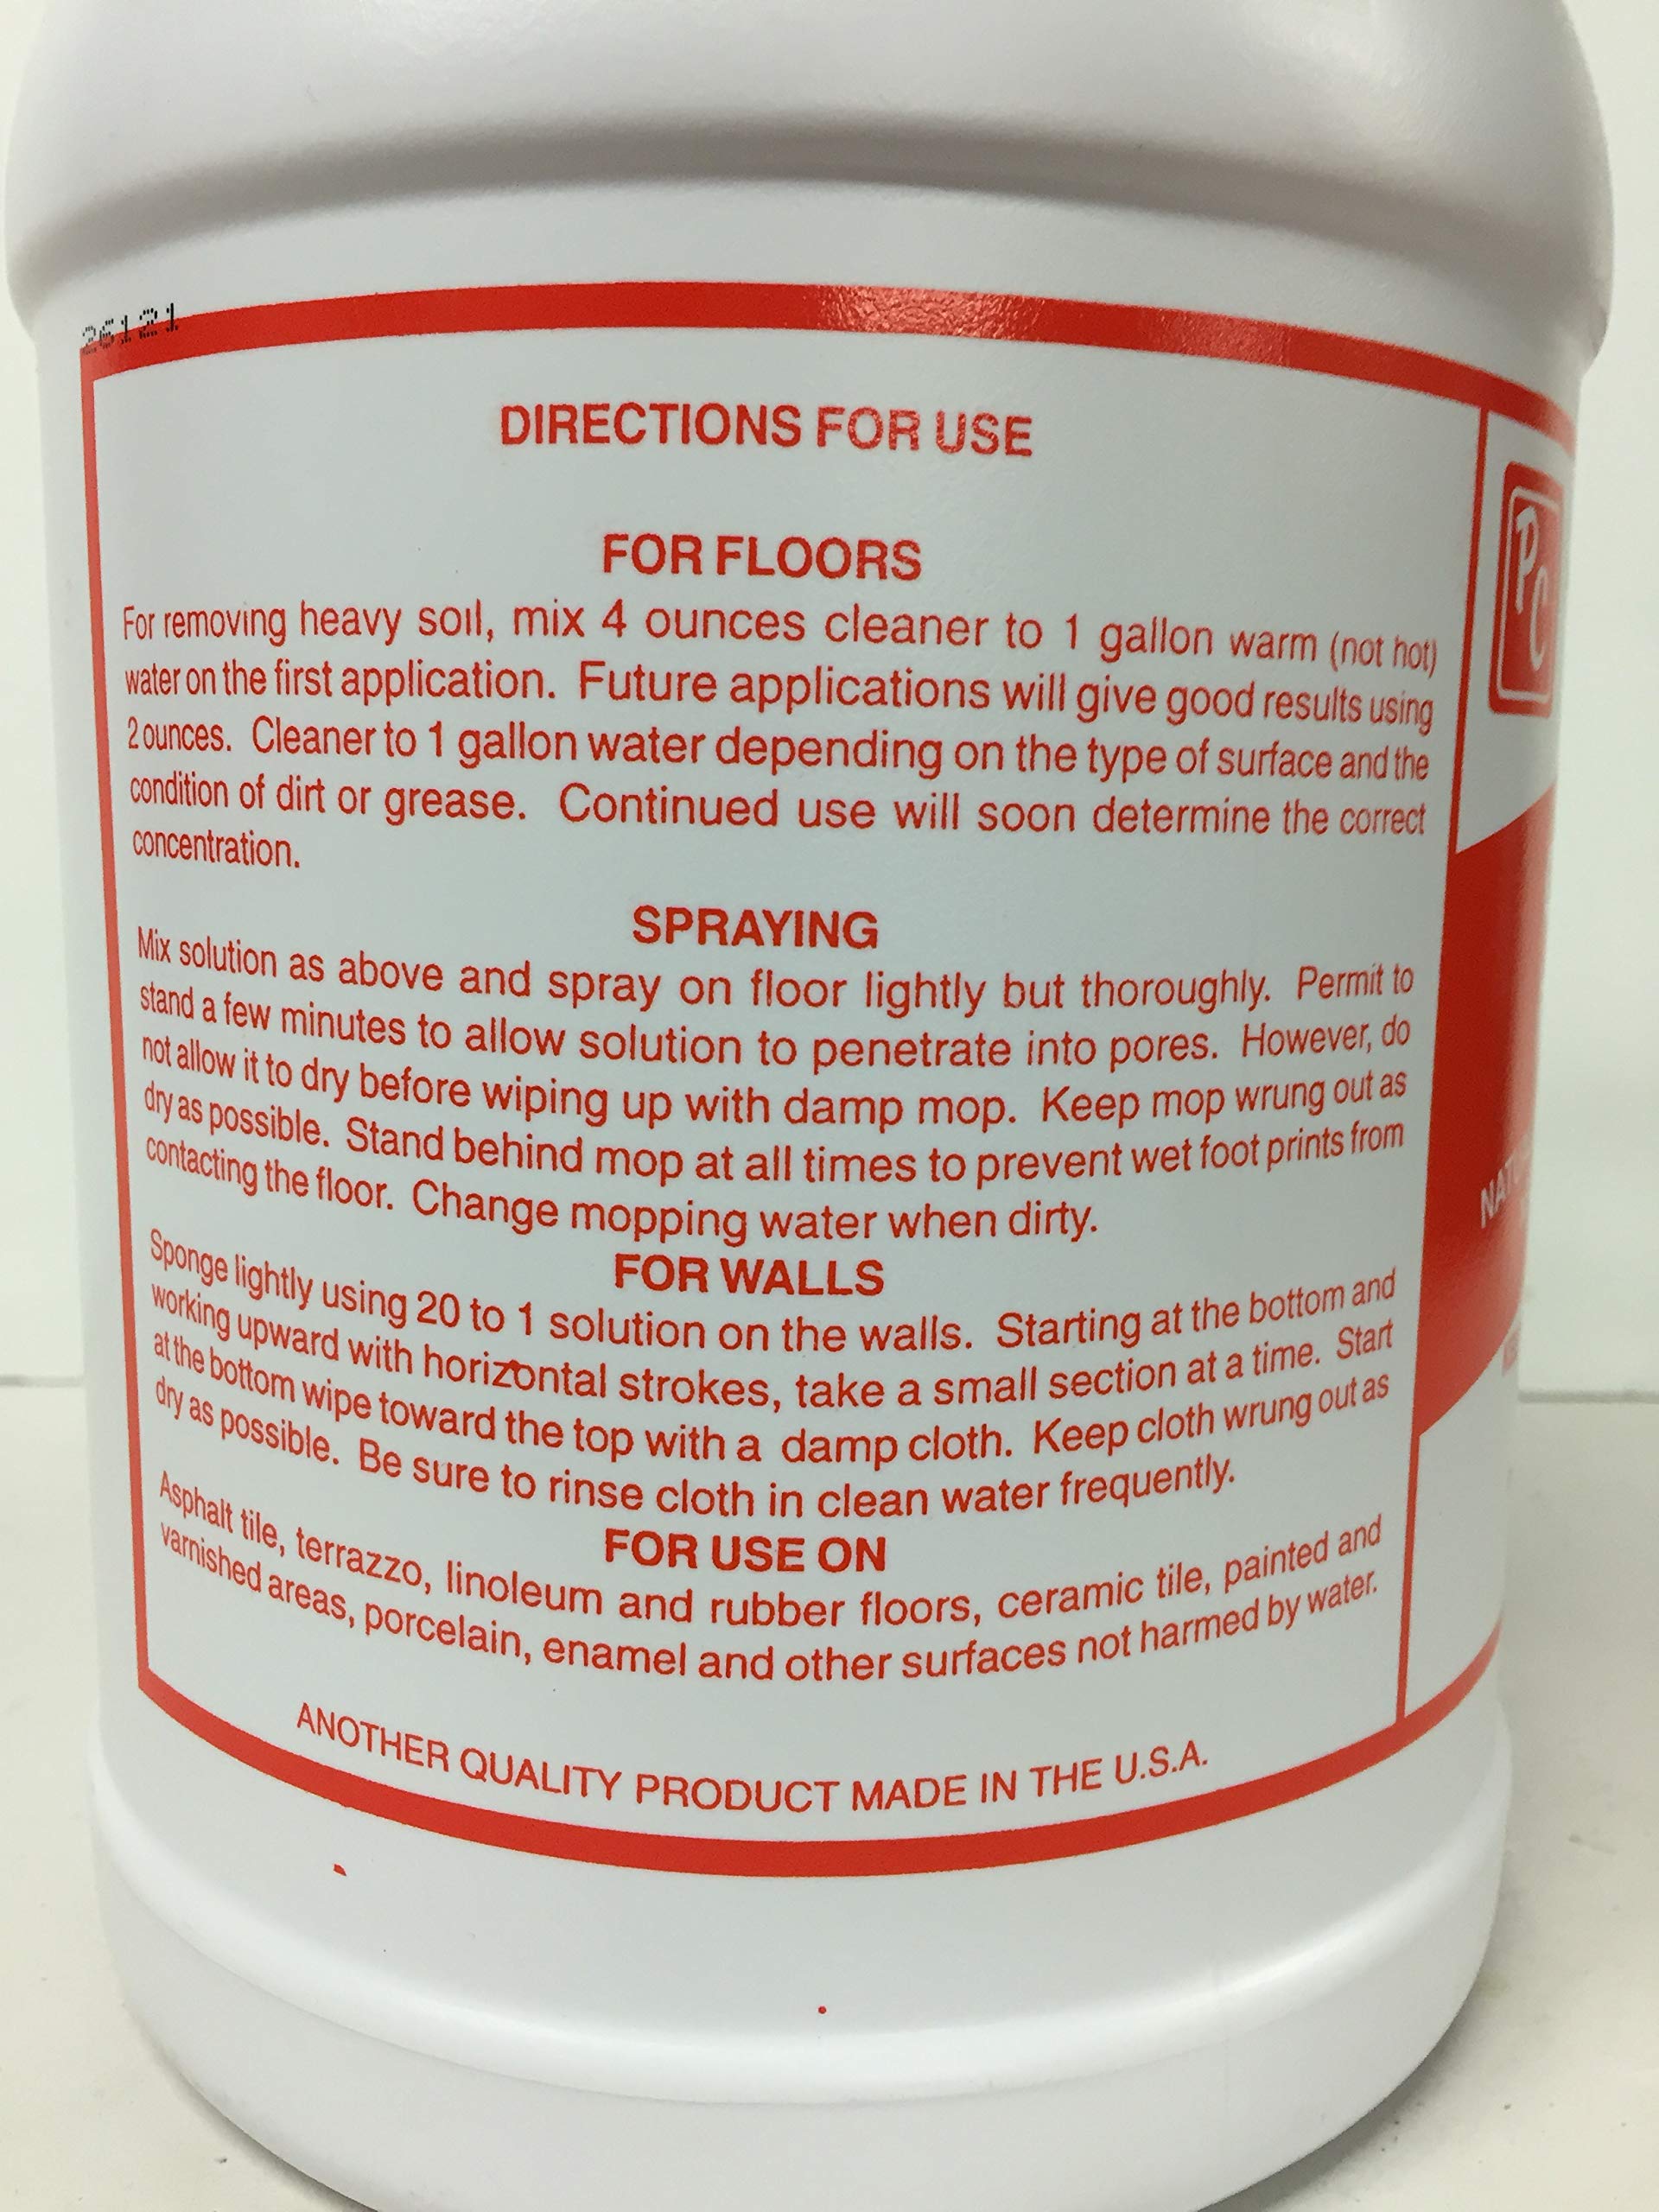 26121
DIRECTIONS FOR USE
FOR FLOORS
For removing heavy soil, mix 4 ounces cleaner to 1 gallon warm (not hot)
water on the first application. Future applications will give good results using
2 ounces. Cleaner to 1 gallon water depending on the type of surface and the
condition of dirt or grease. Continued use will soon determine the correct
concentration.
SPRAYING
Mix solution as above and spray on floor lightly but thoroughly. Permit to
stand a few minutes to allow solution to penetrate into pores. However, do
not allow it to dry before wiping up with damp mop. Keep mop wrung out as
dry as possible. Stand behind mop at all times to prevent wet foot prints from
contacting the floor. Change mopping water when dirty.
FOR WALLS
Sponge lightly using 20 to 1 solution on the walls. Starting at the bottom and
working upward with horizontal strokes, take a small section at a time. Start
at the bottom wipe toward the top with a damp cloth. Keep cloth wrung out as
dry as possible. Be sure to rinse cloth in clean water frequently.
FOR USE ON
Asphalt tile, terrazzo, linoleum and rubber floors, ceramic tile, painted and
varnished areas, porcelain, enamel and other surfaces not harmed by water.
ANOTHER QUALITY PRODUCT MADE IN THE U.S.A.
PC